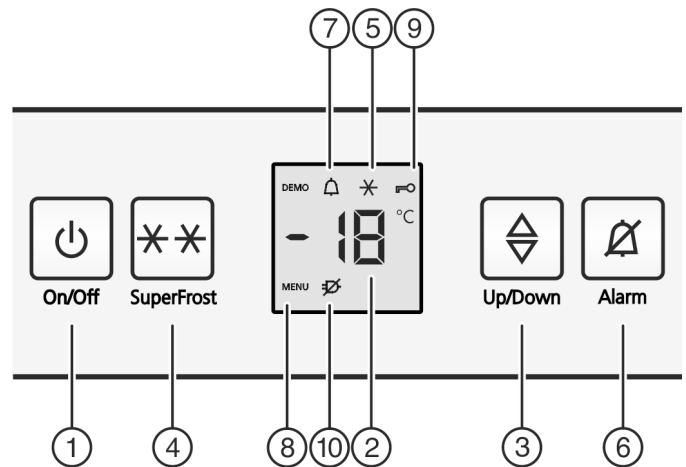 7 5 9
DEMO
-18 °C
MENU
On/Off SuperFrost Up/Down Alarm
1 4 8 10 2 3 6